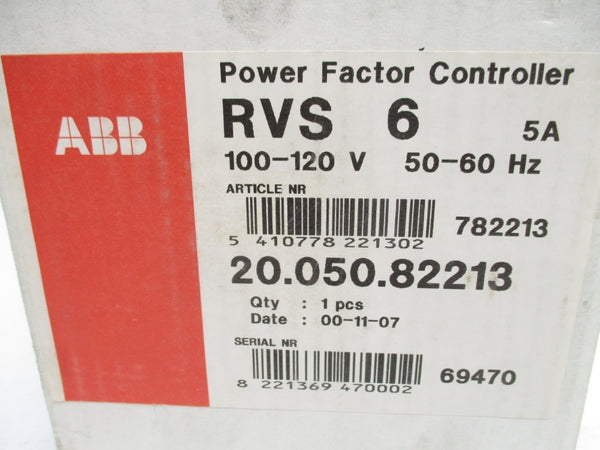 ABB
Power Factor Controller
RVS 6 5A
100-120 V 50-60 Hz
ARTICLE NR
782213
5 410778 221302
20.050.82213
Qty : 1 pcs
Date : 00-11-07
SERIAL NR
69470
8 221369 470002